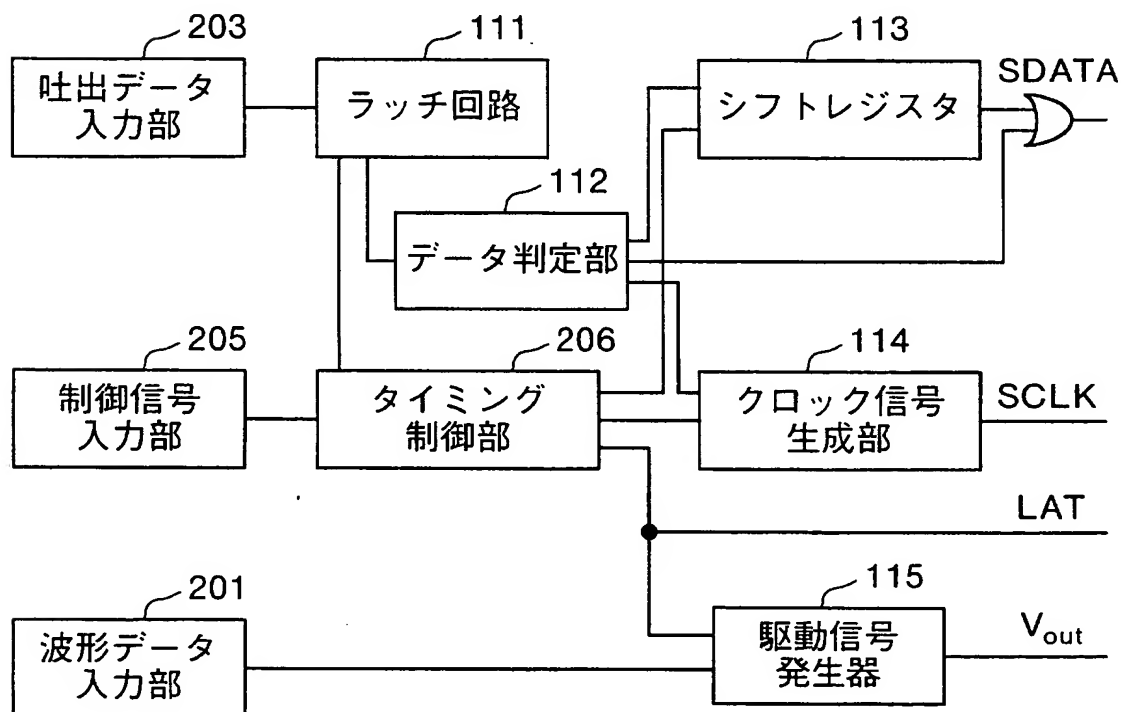 203
吐出データ
入力部
111
ラッチ回路
113
シフトレジスタ
SDATA
112
データ判定部
205
制御信号
入力部
206
タイミング
制御部
114
クロック信号
生成部
SCLK
LAT
201
波形データ
入力部
115
駆動信号
発生器
Vout